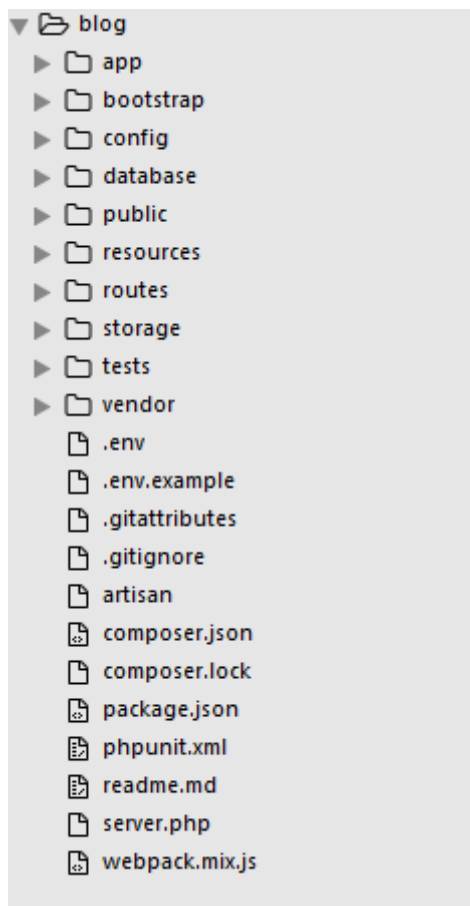 blog
app
bootstrap
config
database
public
resources
routes
storage
tests
vendor
.env
.env.example
.gitattributes
.gitignore
artisan
composer.json
composer.lock
package.json
phpunit.xml
readme.md
server.php
webpack.mix.js